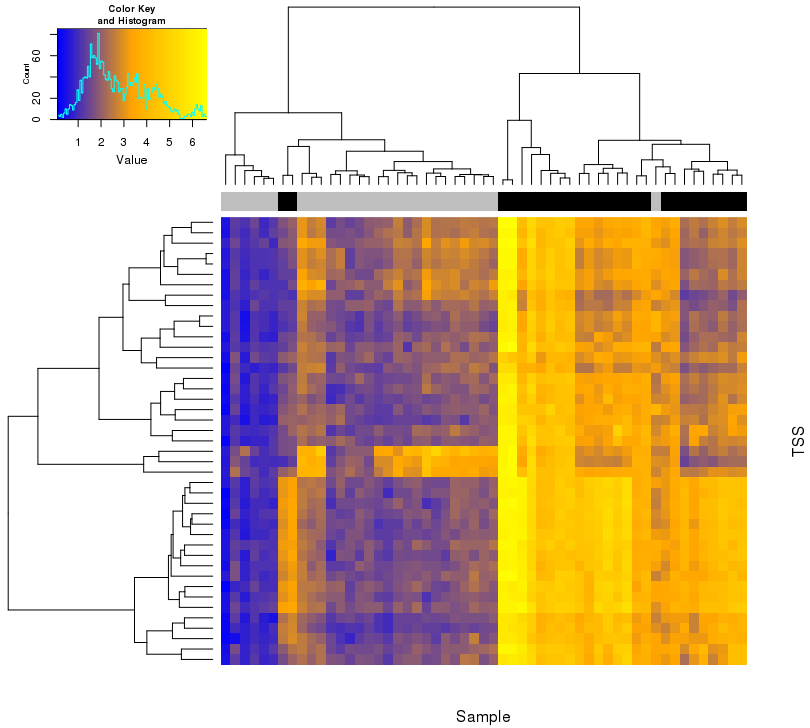 Color Key
and Histogram
Count
0 20 60
1 2 3 4 5 6
Value
TSS
Sample